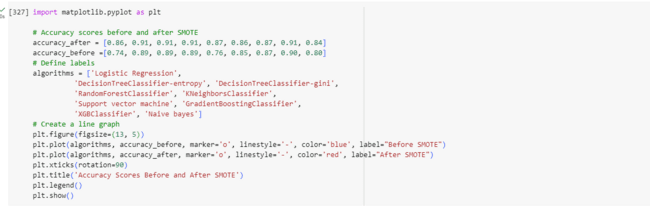 [327] import matplotlib.pyplot as plt
# Accuracy scores before and after SMOTE
accuracy_after = [0.86, 0.91, 0.91, 0.91, 0.87, 0.86, 0.87, 0.91, 0.84]
accuracy_before =[0.74, 0.89, 0.89, 0.89, 0.76, 0.85, 0.87, 0.90, 0.80]
# Define labels
algorithms = ['Logistic Regression',
'DecisionTreeClassifier-entropy', 'DecisionTreeClassifier-gini',
'RandomForestClassifier', 'KNeighborsClassifier',
'Support vector machine', 'GradientBoostingClassifier',
'XGBClassifier', 'Naive bayes']
# Create a line graph
plt.figure(figsize=(13, 5))
plt.plot(algorithms, accuracy_before, marker='o', linestyle='-', color='blue', label="Before SMOTE")
plt.plot(algorithms, accuracy_after, marker='o', linestyle='-', color='red', label="After SMOTE")
plt.xticks(rotation=90)
plt.title('Accuracy Scores Before and After SMOTE')
plt.legend()
plt.show()